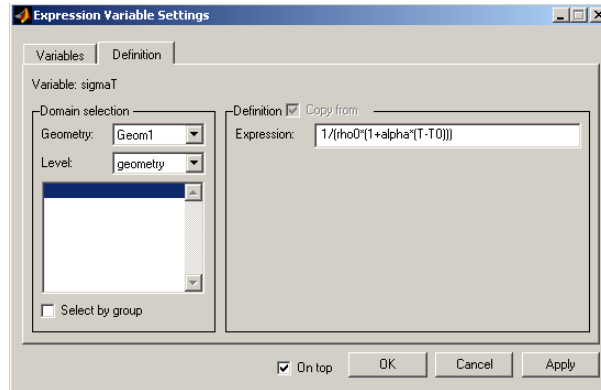 Expression Variable Settings
Variables Definition
Variable: sigmaT
Domain selection
Geometry: Geom1
Level: geometry
Select by group
Definition Copy from
Expression: 1/(rho0*(1+alpha*(T-T0)))
On top OK Cancel Apply